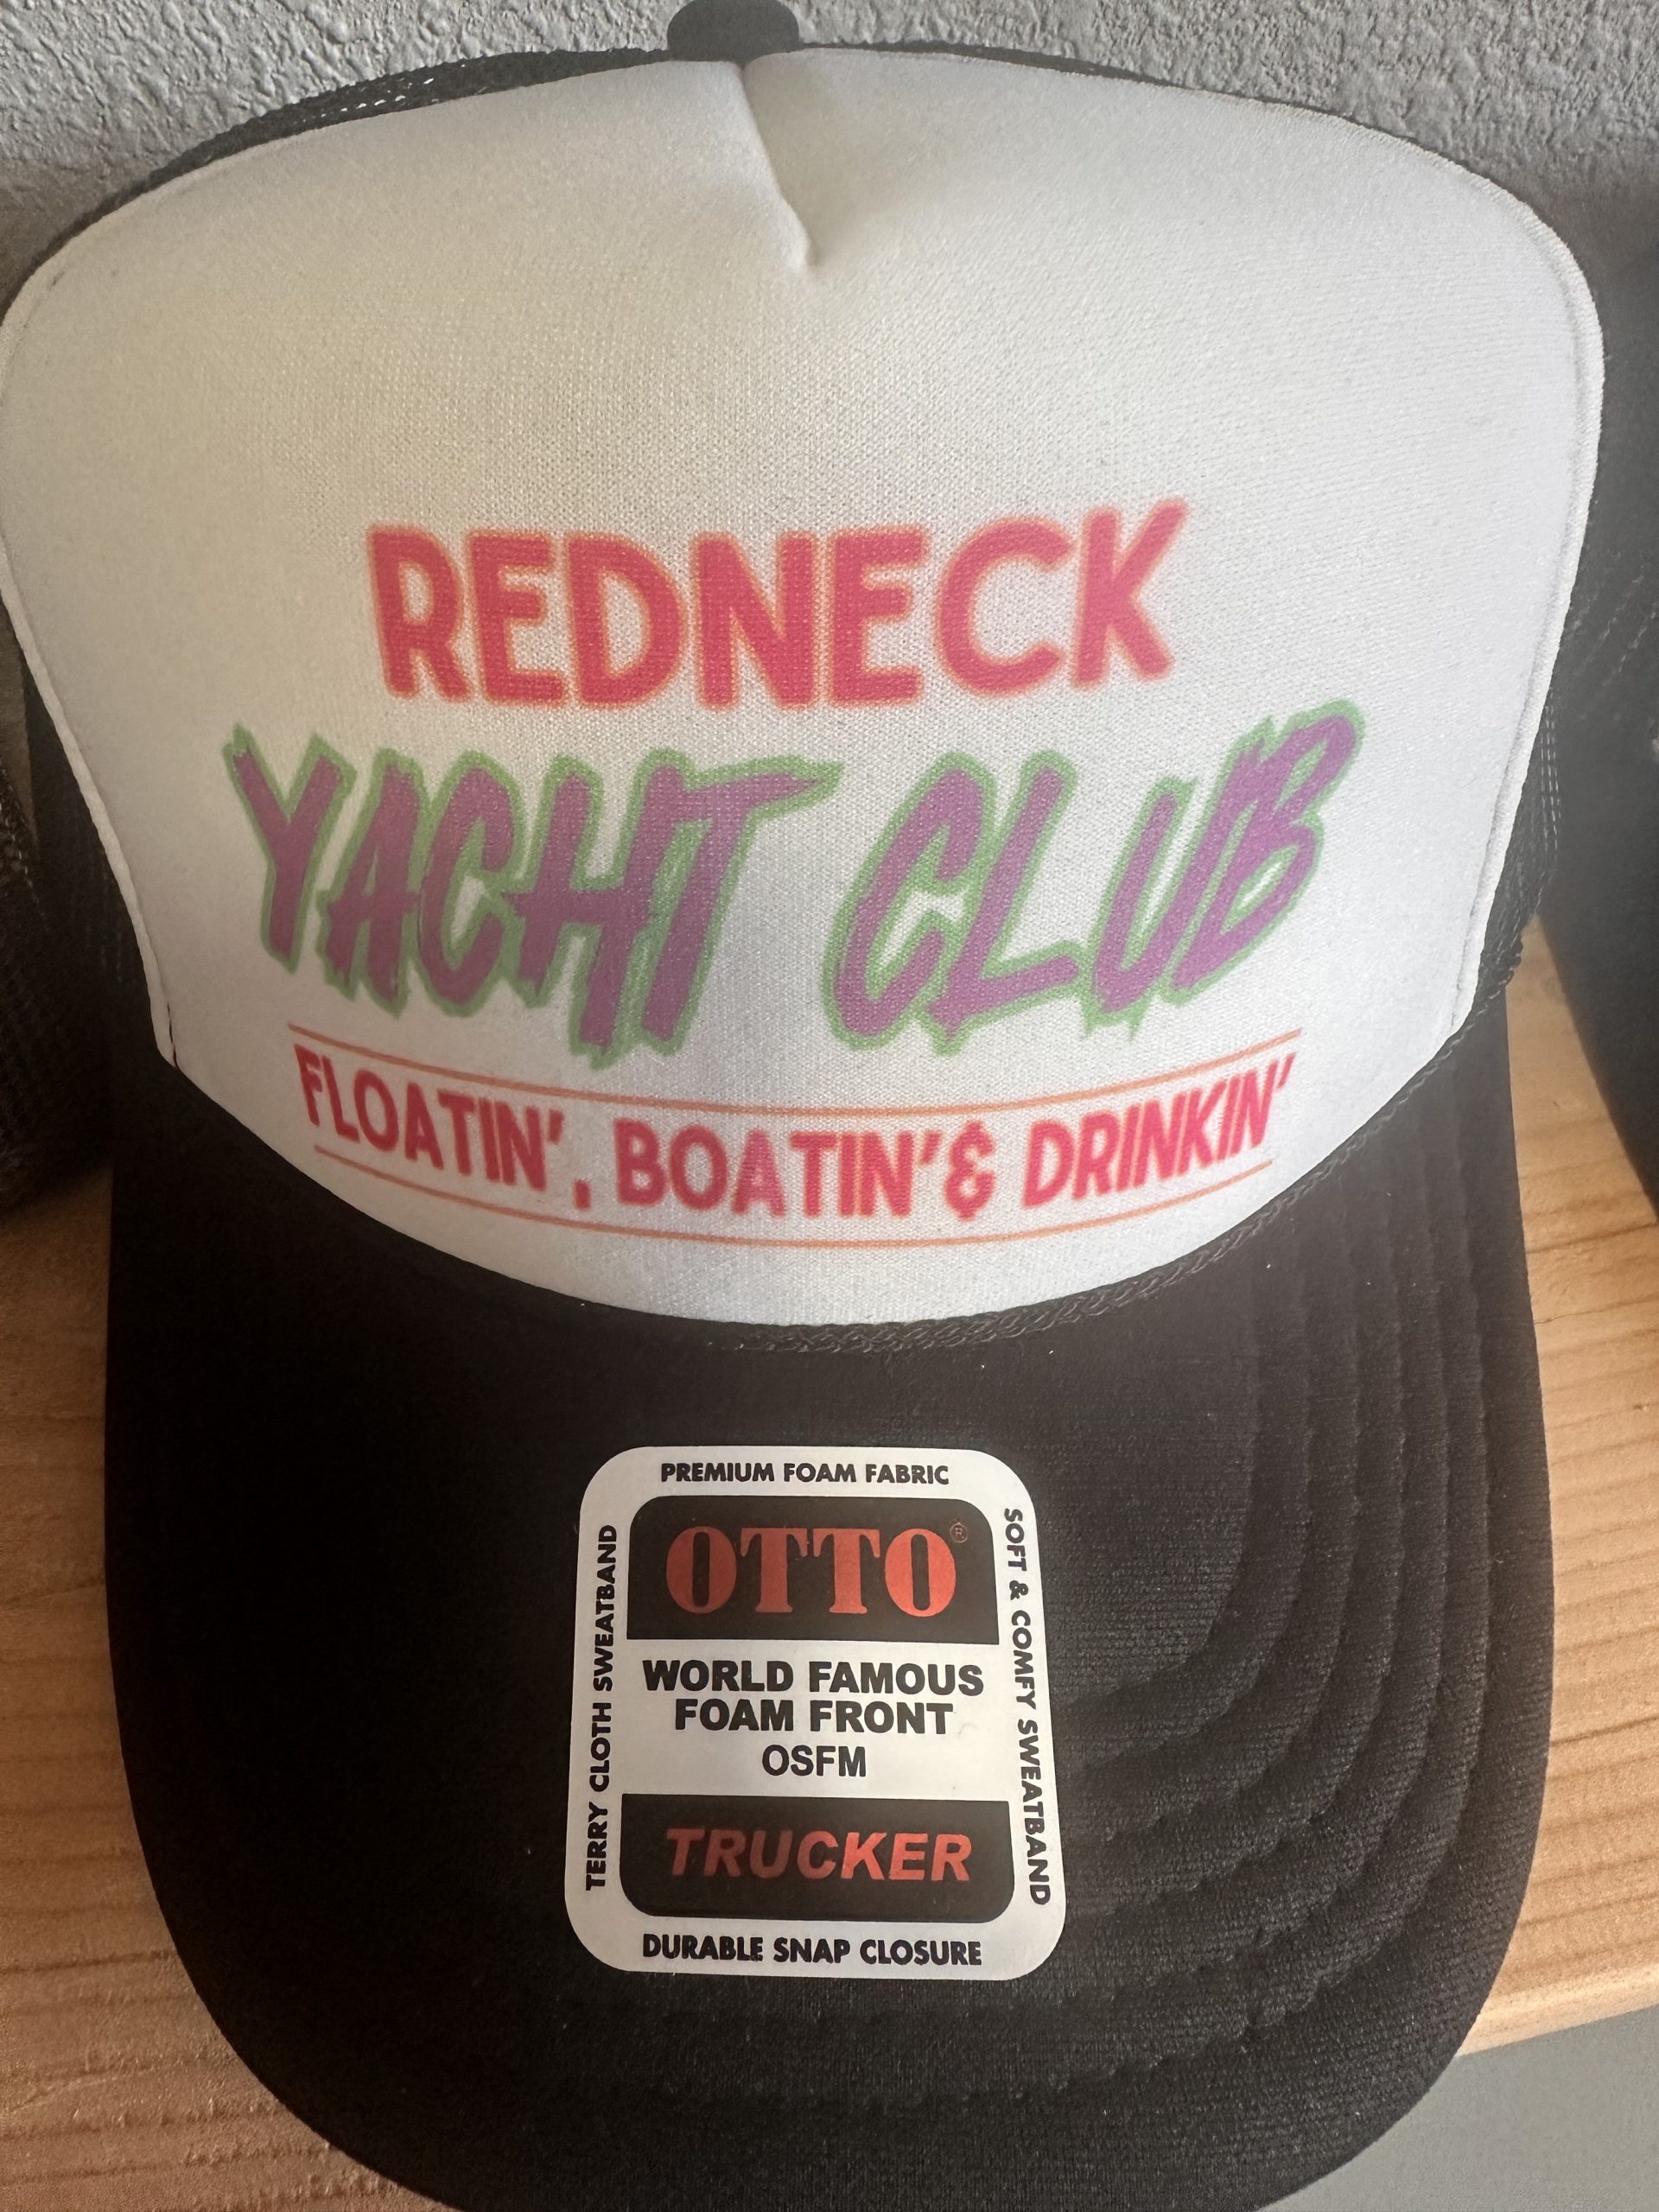 REDNECK
YACHT CLUB
FLOATIN', BOATIN' & DRINKIN'
PREMIUM FOAM FABRIC
OTTO®
WORLD FAMOUS
FOAM FRONT
OSFM
TRUCKER
DURABLE SNAP CLOSURE
TERRY CLOTH SWEATBAND
SOFT & COMFY SWEATBAND